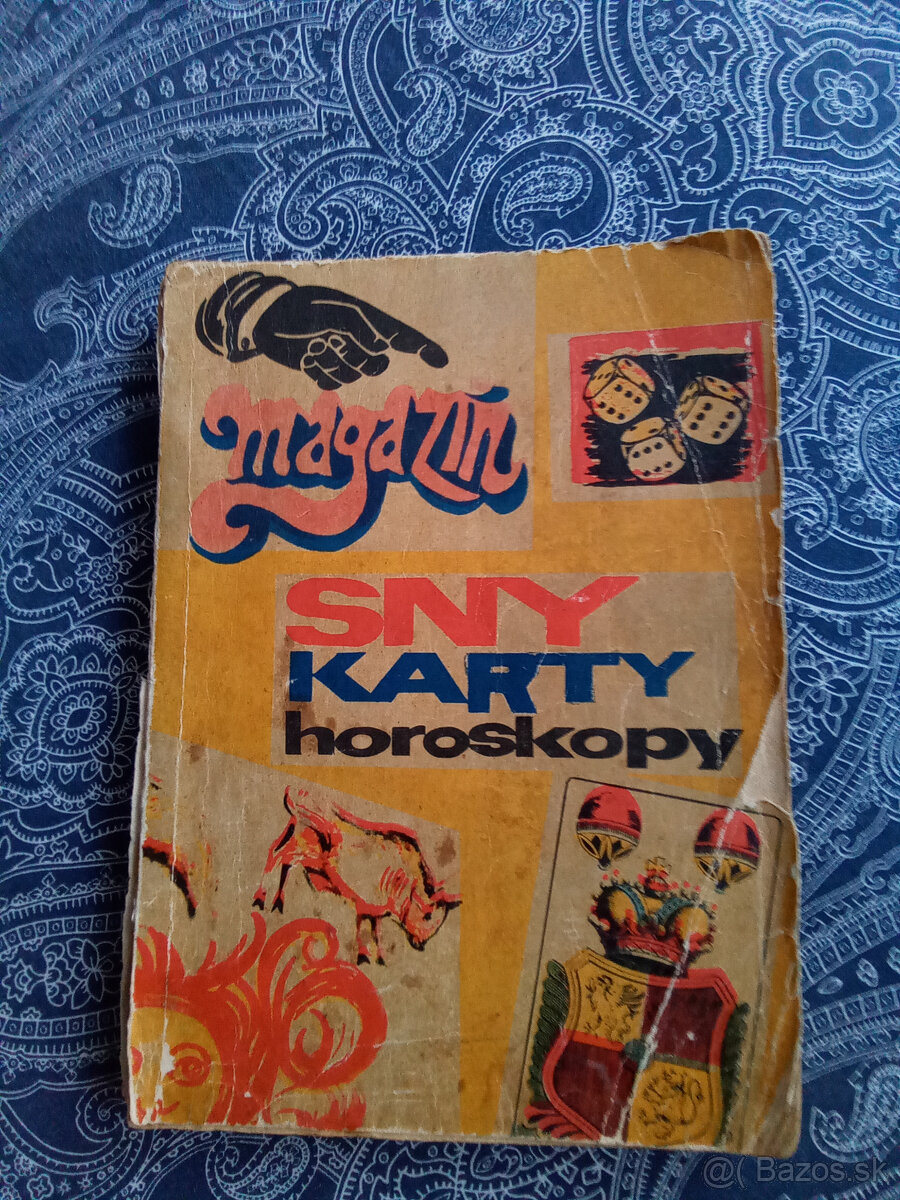 magazín
SNY
KARTY
horoskopy
@( Bazos.sk